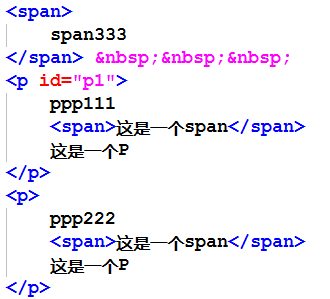 <span>
span333
</span> &nbsp;&nbsp;&nbsp;
<p id="p1">
ppp111
<span>这是一个span</span>
这是一个P
</p>
<p>
ppp222
<span>这是一个span</span>
这是一个P
</p>